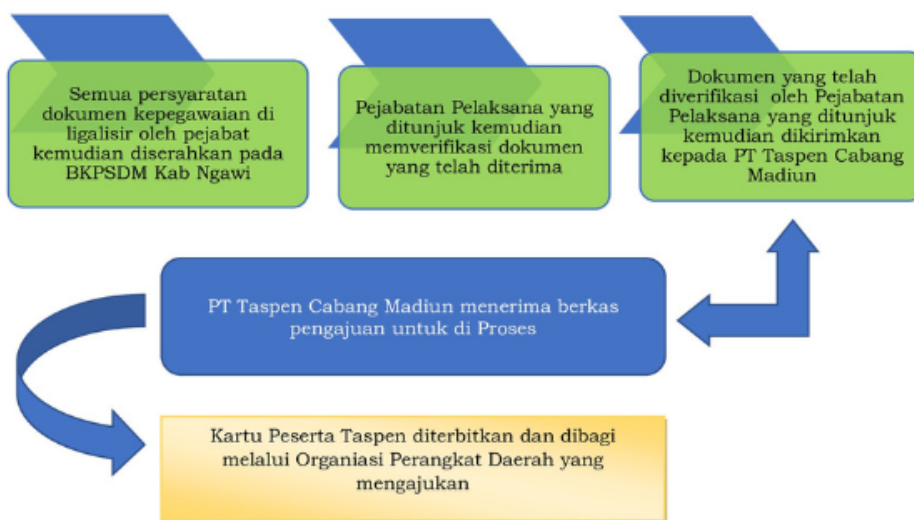 Semua persyaratan
dokumen kepegawaian di
ligalisir oleh pejabat
kemudian diserahkan pada
BKPSDM Kab Ngawi
Pejabatan Pelaksana yang
ditunjuk kemudian
memverifikasi dokumen
yang telah diterima
Dokumen yang telah
diverifikasi oleh Pejabatan
Pelaksana yang ditunjuk
kemudian dikirimkan
kepada PT Taspen Cabang
Madiun
PT Taspen Cabang Madiun menerima berkas
pengajuan untuk di Proses
Kartu Peserta Taspen diterbitkan dan dibagi
melalui Organiasi Perangkat Daerah yang
mengajukan